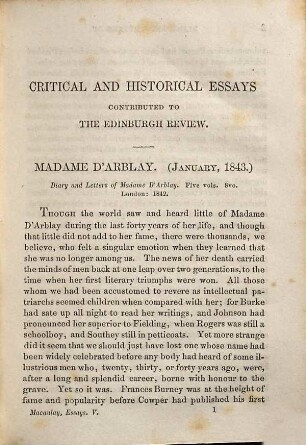 CRITICAL AND HISTORICAL ESSAYS
CONTRIBUTED TO
THE EDINBURGH REVIEW.
MADAME D'ARBLAY. (JANUARY, 1843.)
Diary and Letters of Madame D'Arblay. Five vols. 8vo.
London: 1842.
THOUGH the world saw and heard little of Madame
D'Arblay during the last forty years of her life, and though
that little did not add to her fame, there were thousands, we
believe, who felt a singular emotion when they learned that
she was no longer among us. The news of her death carried
the minds of men back at one leap over two generations, to the
time when her first literary triumphs were won. All those
whom we had been accustomed to revere as intellectual pa-
triarchs seemed children when compared with her; for Burke
had sate up all night to read her writings, and Johnson had
pronounced her superior to Fielding, when Rogers was still a
schoolboy, and Southey still in petticoats. Yet more strange
did it seem that we should just have lost one whose name had
been widely celebrated before any body had heard of some il-
lustrious men who, twenty, thirty, or forty years ago, were,
after a long and splendid career, borne with honour to the
grave. Yet so it was. Frances Burney was at the height of
fame and popularity before Cowper had published his first
Macaulay, Essays. V. 1